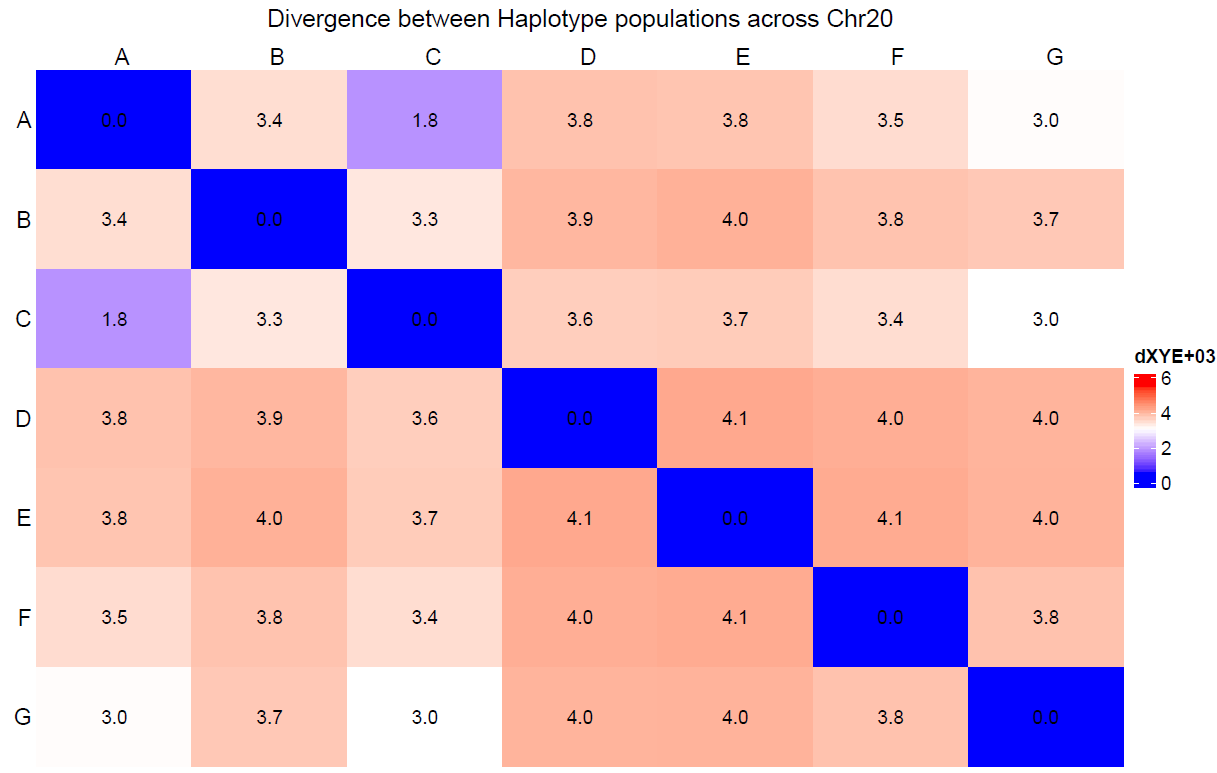 Divergence between Haplotype populations across Chr20
A B C D E F G
A 0.0 3.4 1.8 3.8 3.8 3.5 3.0
B 3.4 0.0 3.3 3.9 4.0 3.8 3.7
C 1.8 3.3 0.0 3.6 3.7 3.4 3.0
D 3.8 3.9 3.6 0.0 4.1 4.0 4.0
E 3.8 4.0 3.7 4.1 0.0 4.1 4.0
F 3.5 3.8 3.4 4.0 4.1 0.0 3.8
G 3.0 3.7 3.0 4.0 4.0 3.8 0.0
dXYE+03
6
4
2
0